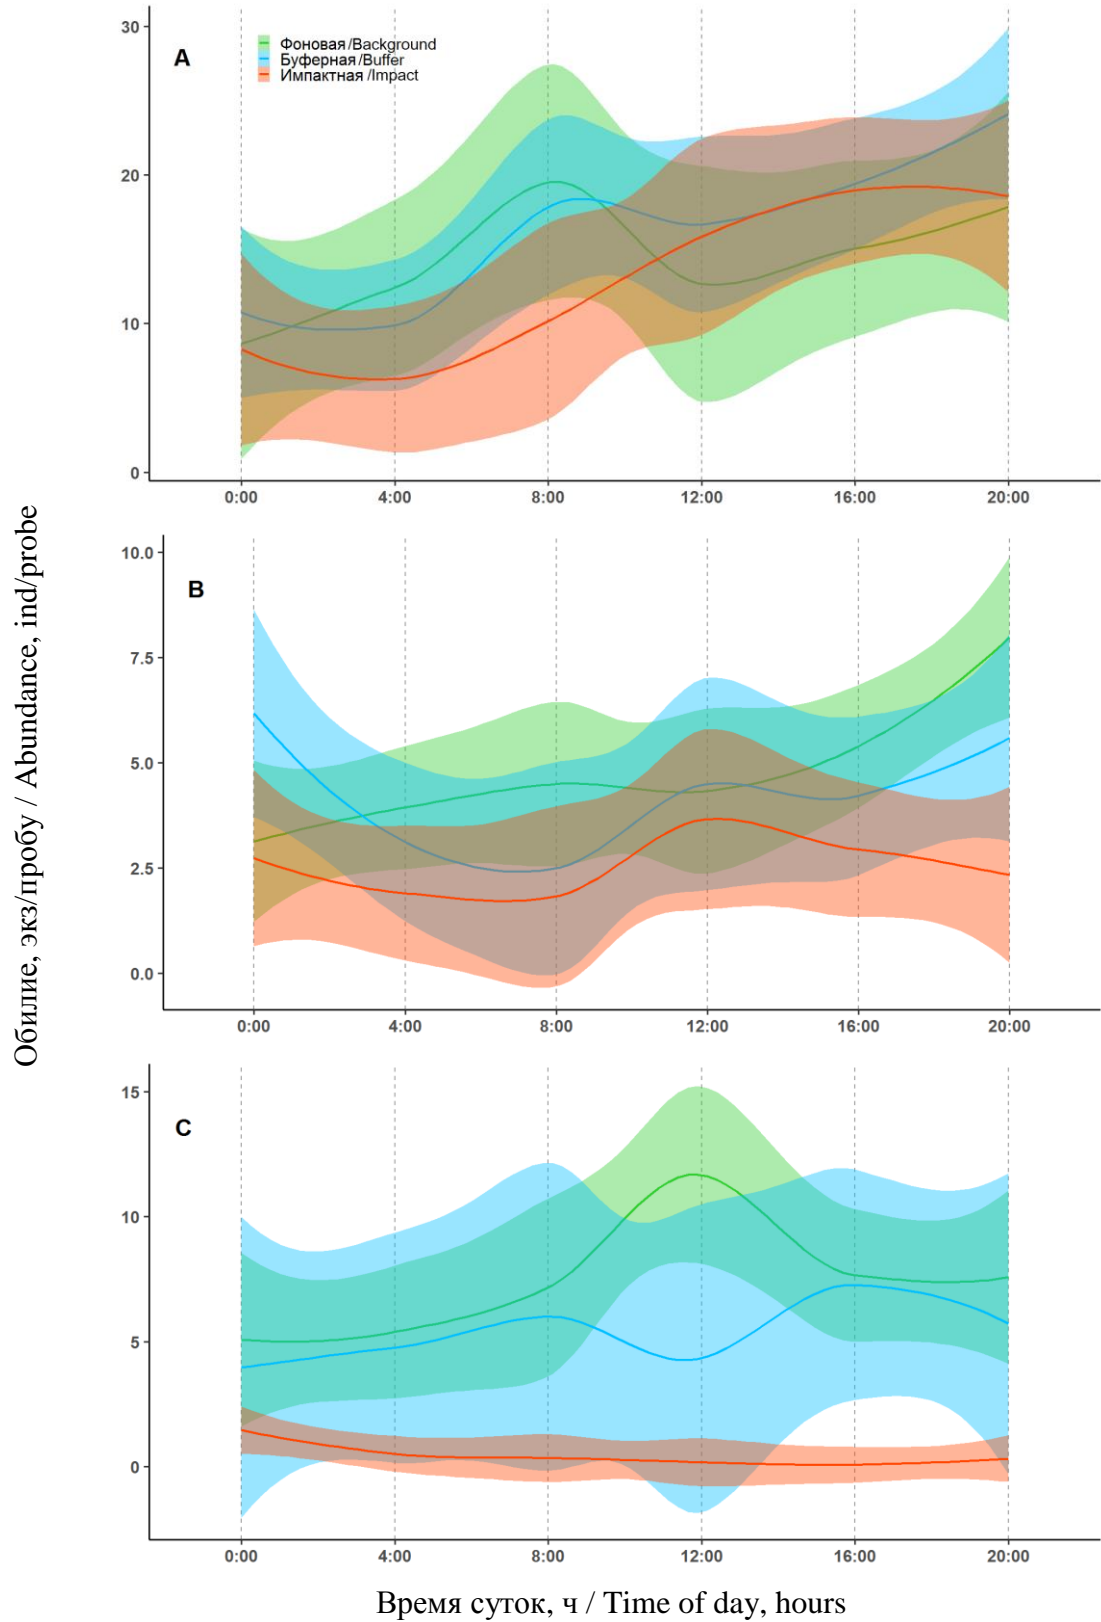 Обилие, экз/пробу / Abundance, ind/probe
A
Фоновая /Background
Буферная /Buffer
Импактная /Impact
30
20
10
0
0:00 4:00 8:00 12:00 16:00 20:00
B
10.0
7.5
5.0
2.5
0.0
0:00 4:00 8:00 12:00 16:00 20:00
C
15
10
5
0
0:00 4:00 8:00 12:00 16:00 20:00
Время суток, ч / Time of day, hours